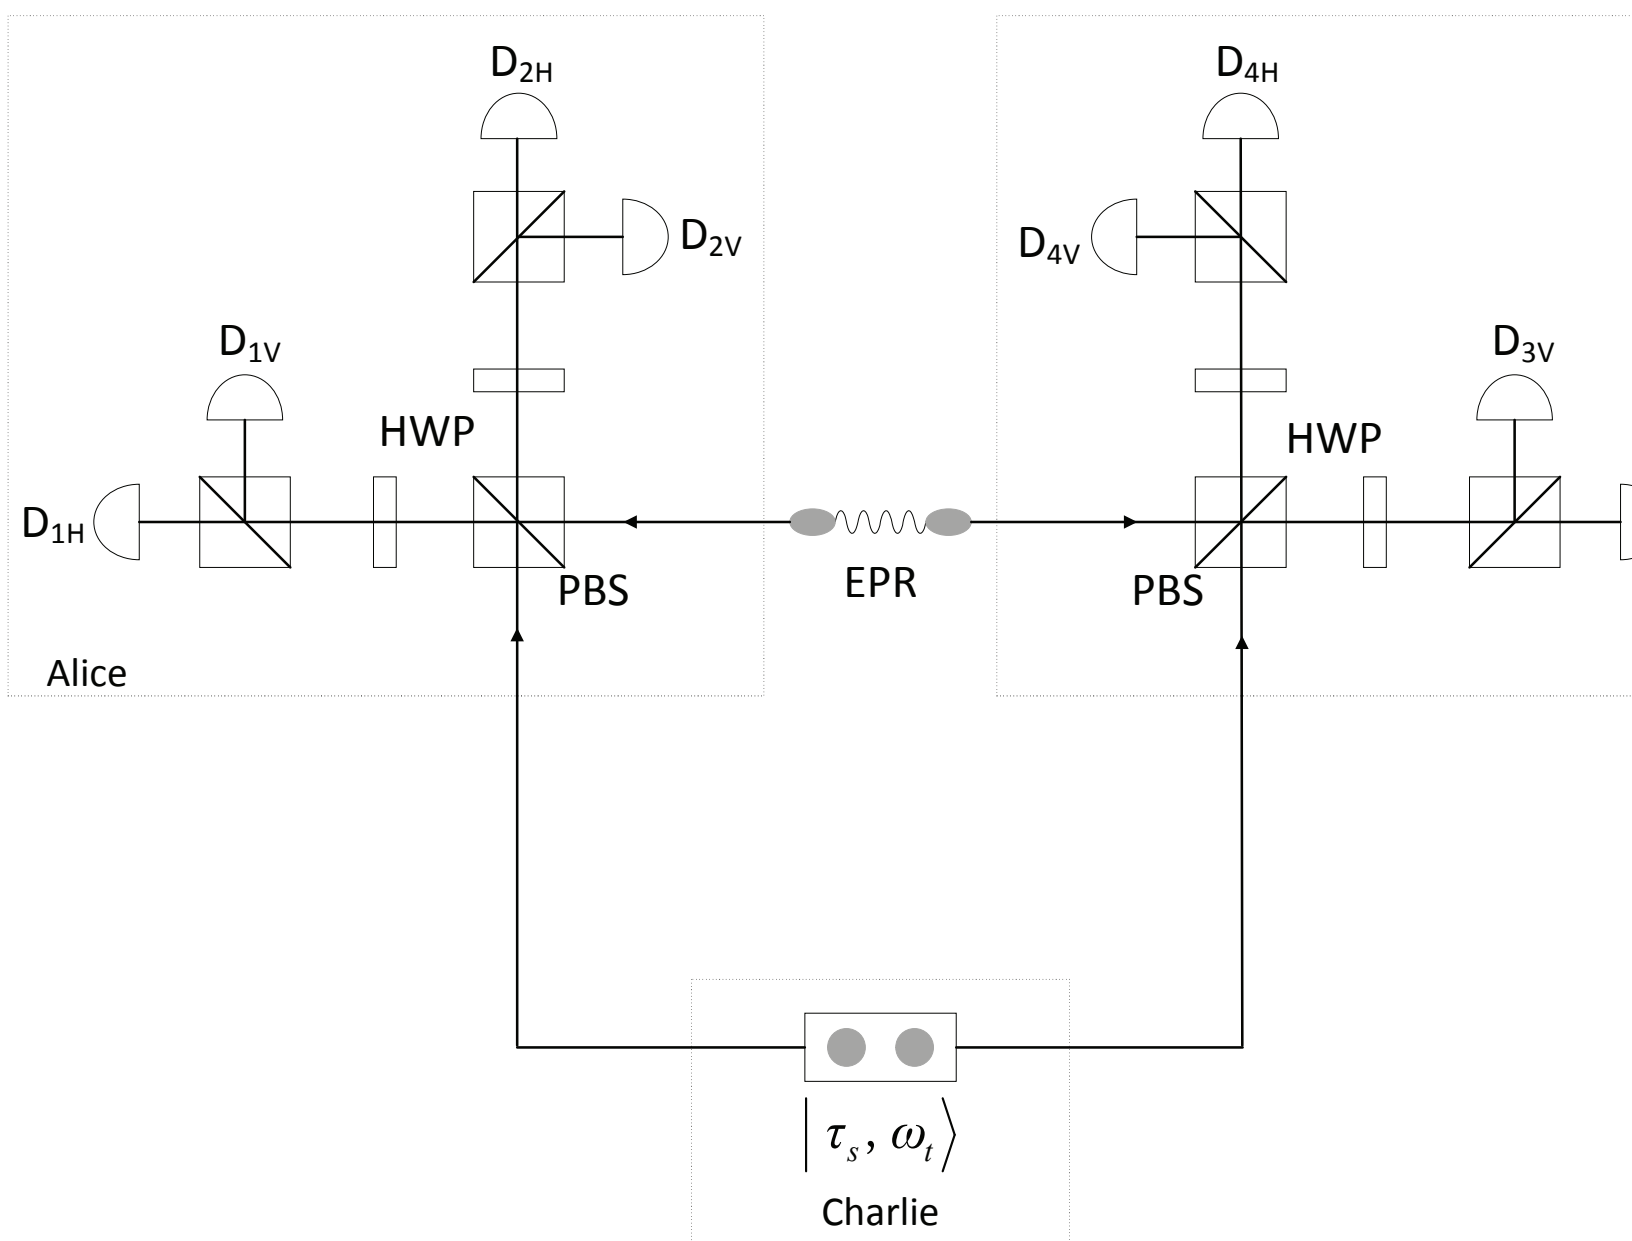 D2H
D4H
D2V
D4V
D1V
D3V
HWP
HWP
D1H
EPR
PBS
PBS
Alice
| τs, ωt⟩
Charlie